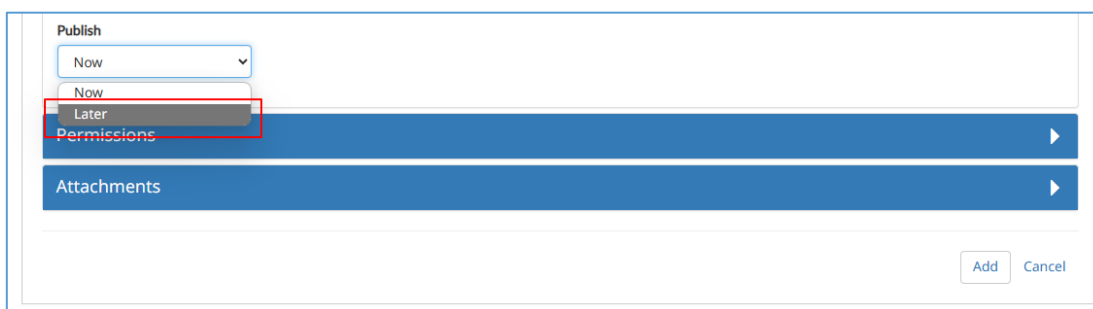 Publish
Now
Now
Later
Permissions
Attachments
Add Cancel